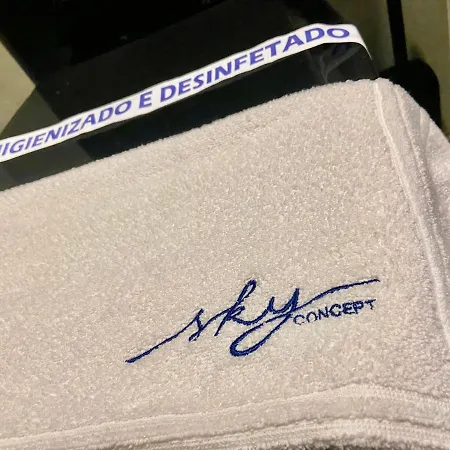 IGIENIZADO E DESINFETADO
sky
CONCEPT